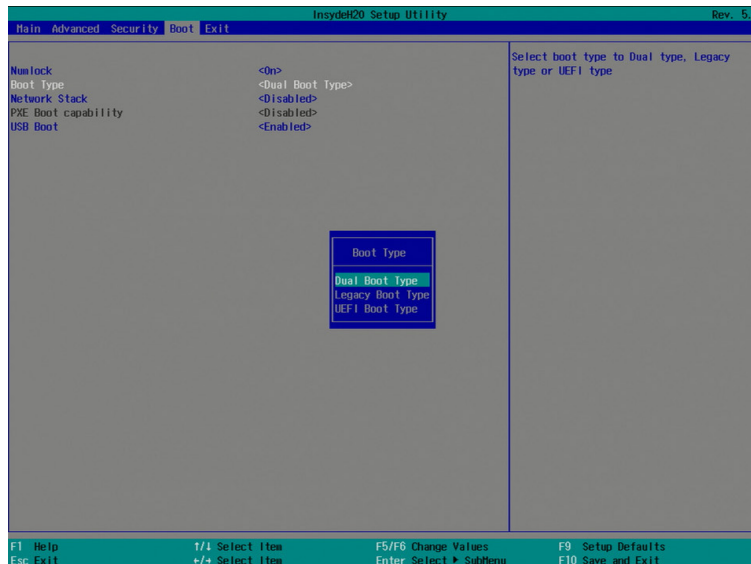 InsydeH20 Setup Utility Rev. 5.
Main Advanced Security Boot Exit
Select boot type to Dual type, Legacy
type or UEFI type
Numlock <On>
Boot Type <Dual Boot Type>
Network Stack <Disabled>
PXE Boot capability <Disabled>
USB Boot <Enabled>
Boot Type
Dual Boot Type
Legacy Boot Type
UEFI Boot Type
F1 Help ↑/↓ Select Item F5/F6 Change Values F9 Setup Defaults
Esc Exit ←/→ Select Item Enter Select ▶ SubMenu F10 Save and Exit